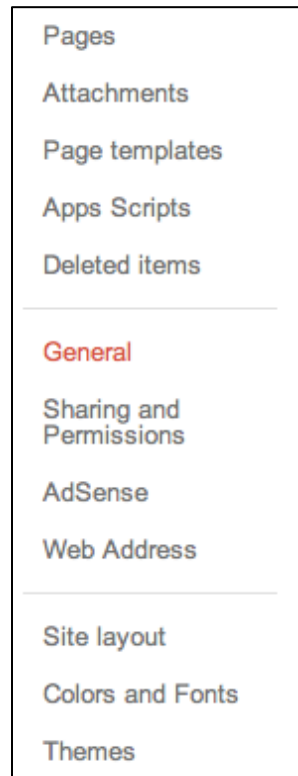 Pages
Attachments
Page templates
Apps Scripts
Deleted items
General
Sharing and
Permissions
AdSense
Web Address
Site layout
Colors and Fonts
Themes